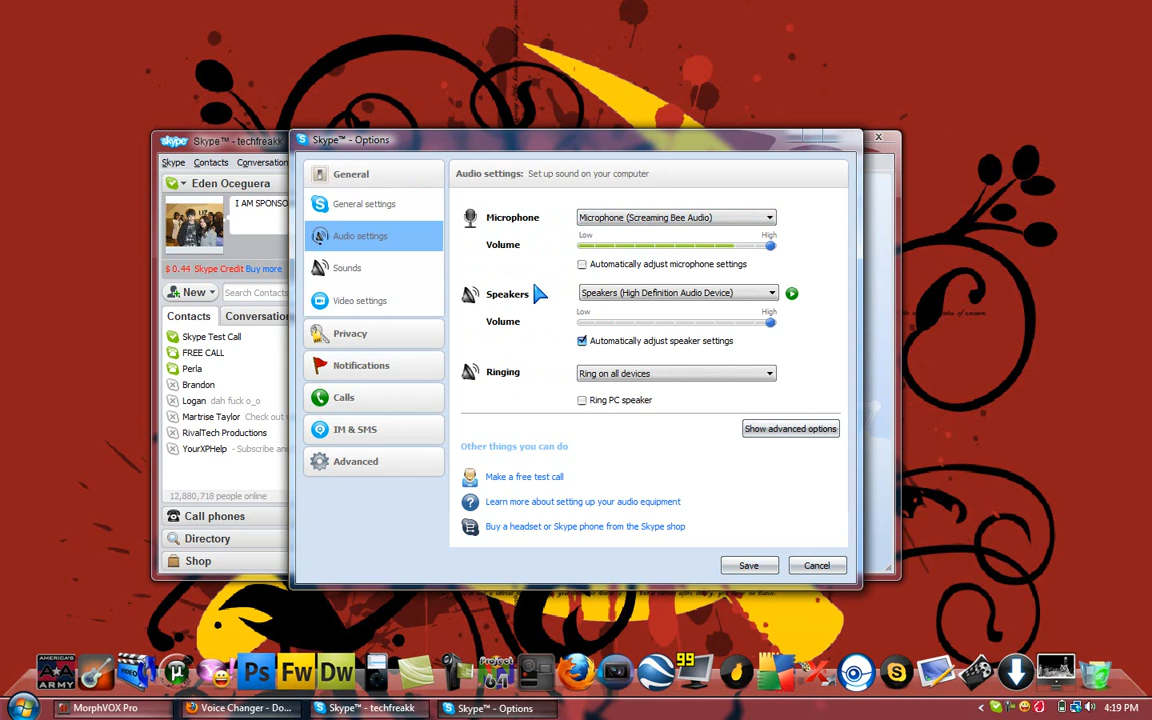 Skype™ - techfreakk
Skype Contacts Conversation
Eden Oceguera
I AM SPONSO
$ 0.44 Skype Credit Buy more
New Search Contacts
Contacts Conversation
Skype Test Call
FREE CALL
Perla
Brandon
Logan dah fuck o_o
Martrise Taylor Check out
RivalTech Productions
YourXPHelp - Subscribe and
12,880,718 people online
Call phones
Directory
Shop
Skype™ - Options
General
General settings
Audio settings
Sounds
Video settings
Privacy
Notifications
Calls
IM & SMS
Advanced
Audio settings: Set up sound on your computer
Microphone Microphone (Screaming Bee Audio)
Low High
Volume
Automatically adjust microphone settings
Speakers Speakers (High Definition Audio Device)
Low High
Volume
Automatically adjust speaker settings
Ringing Ring on all devices
Ring PC speaker
Show advanced options
Other things you can do
Make a free test call
Learn more about setting up your audio equipment
Buy a headset or Skype phone from the Skype shop
Save Cancel
AMERICA'S ARMY
VIDEO
Ps Fw Dw
Project
99
MorphVOX Pro
Voice Changer - Do...
Skype™ - techfreakk
Skype™ - Options
4:19 PM